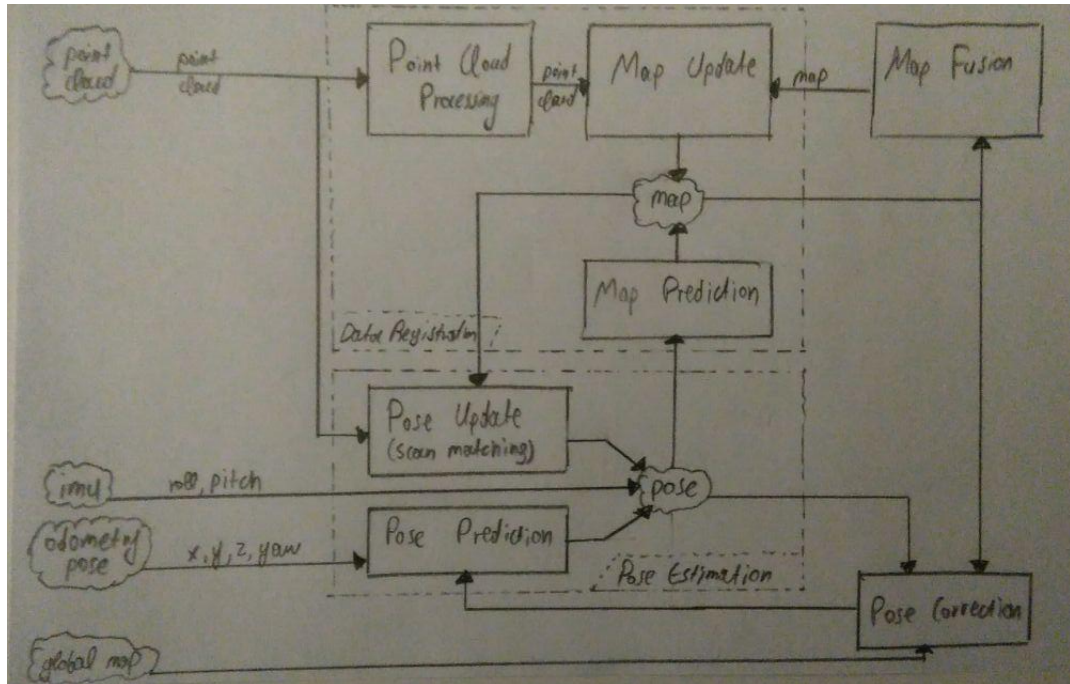 point
cloud
point
cloud
Point Cloud
Processing
point
cloud
Map Update
map
Map Fusion
map
Map Prediction
Data Registration
Pose Update
(scan matching)
imu
roll, pitch
pose
odometry
pose
x, y, z, yaw
Pose Prediction
Pose Estimation
Pose Correction
global map